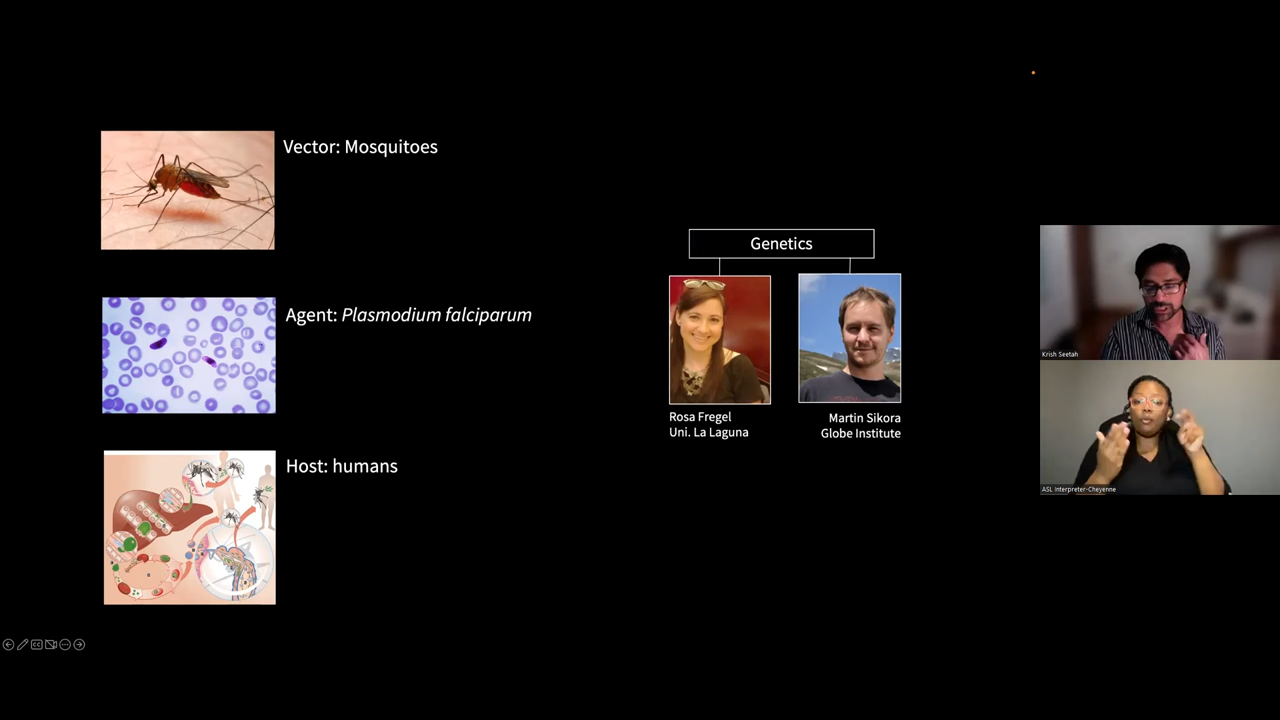 Vector: Mosquitoes
Agent: Plasmodium falciparum
Host: humans
Genetics
Rosa Fregel
Uni. La Laguna
Martin Sikora
Globe Institute
Krish Seetah
ASL Interpreter-Cheyenne